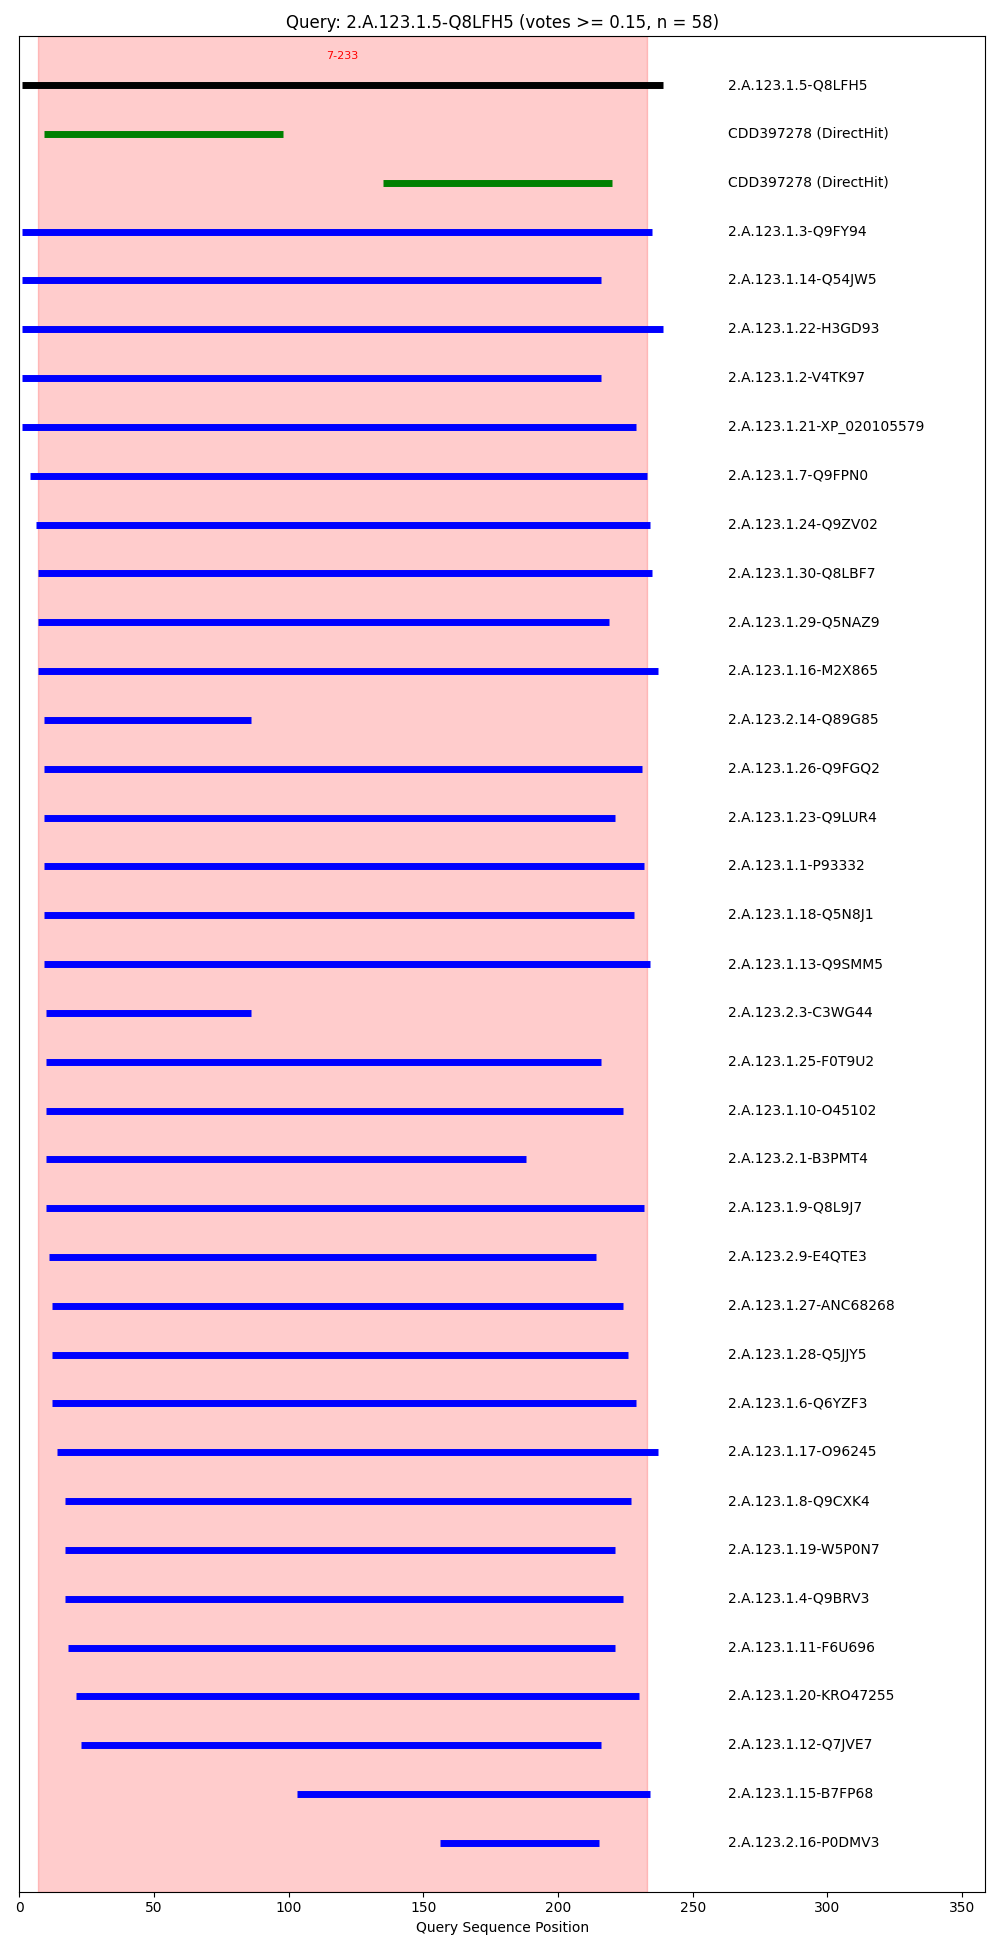 Query: 2.A.123.1.5-Q8LFH5 (votes >= 0.15, n = 58)
7-233
2.A.123.1.5-Q8LFH5
CDD397278 (DirectHit)
CDD397278 (DirectHit)
2.A.123.1.3-Q9FY94
2.A.123.1.14-Q54JW5
2.A.123.1.22-H3GD93
2.A.123.1.2-V4TK97
2.A.123.1.21-XP_020105579
2.A.123.1.7-Q9FPN0
2.A.123.1.24-Q9ZV02
2.A.123.1.30-Q8LBF7
2.A.123.1.29-Q5NAZ9
2.A.123.1.16-M2X865
2.A.123.2.14-Q89G85
2.A.123.1.26-Q9FGQ2
2.A.123.1.23-Q9LUR4
2.A.123.1.1-P93332
2.A.123.1.18-Q5N8J1
2.A.123.1.13-Q9SMM5
2.A.123.2.3-C3WG44
2.A.123.1.25-F0T9U2
2.A.123.1.10-O45102
2.A.123.2.1-B3PMT4
2.A.123.1.9-Q8L9J7
2.A.123.2.9-E4QTE3
2.A.123.1.27-ANC68268
2.A.123.1.28-Q5JJY5
2.A.123.1.6-Q6YZF3
2.A.123.1.17-O96245
2.A.123.1.8-Q9CXK4
2.A.123.1.19-W5P0N7
2.A.123.1.4-Q9BRV3
2.A.123.1.11-F6U696
2.A.123.1.20-KRO47255
2.A.123.1.12-Q7JVE7
2.A.123.1.15-B7FP68
2.A.123.2.16-P0DMV3
0 50 100 150 200 250 300 350
Query Sequence Position